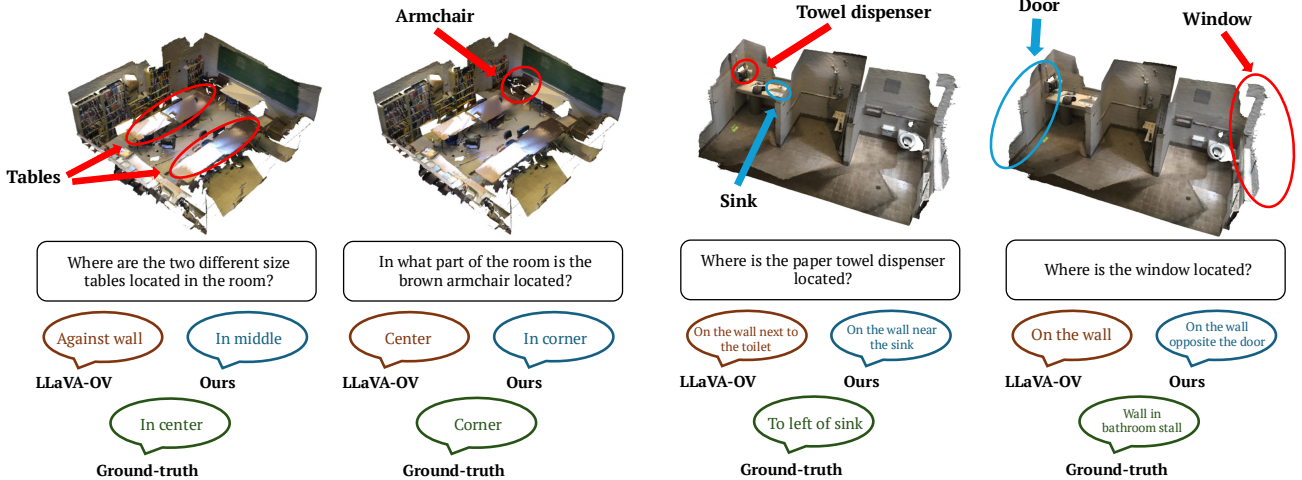 Armchair
Tables
Towel dispenser
Sink
Door
Window
Where are the two different size
tables located in the room?
In what part of the room is the
brown armchair located?
Where is the paper towel dispenser
located?
Where is the window located?
Against wall
In middle
LLaVA-OV
Ours
In center
Ground-truth
Center
In corner
LLaVA-OV
Ours
Corner
Ground-truth
On the wall next to
the toilet
On the wall near
the sink
LLaVA-OV
Ours
To left of sink
Ground-truth
On the wall
On the wall
opposite the door
LLaVA-OV
Ours
Wall in
bathroom stall
Ground-truth